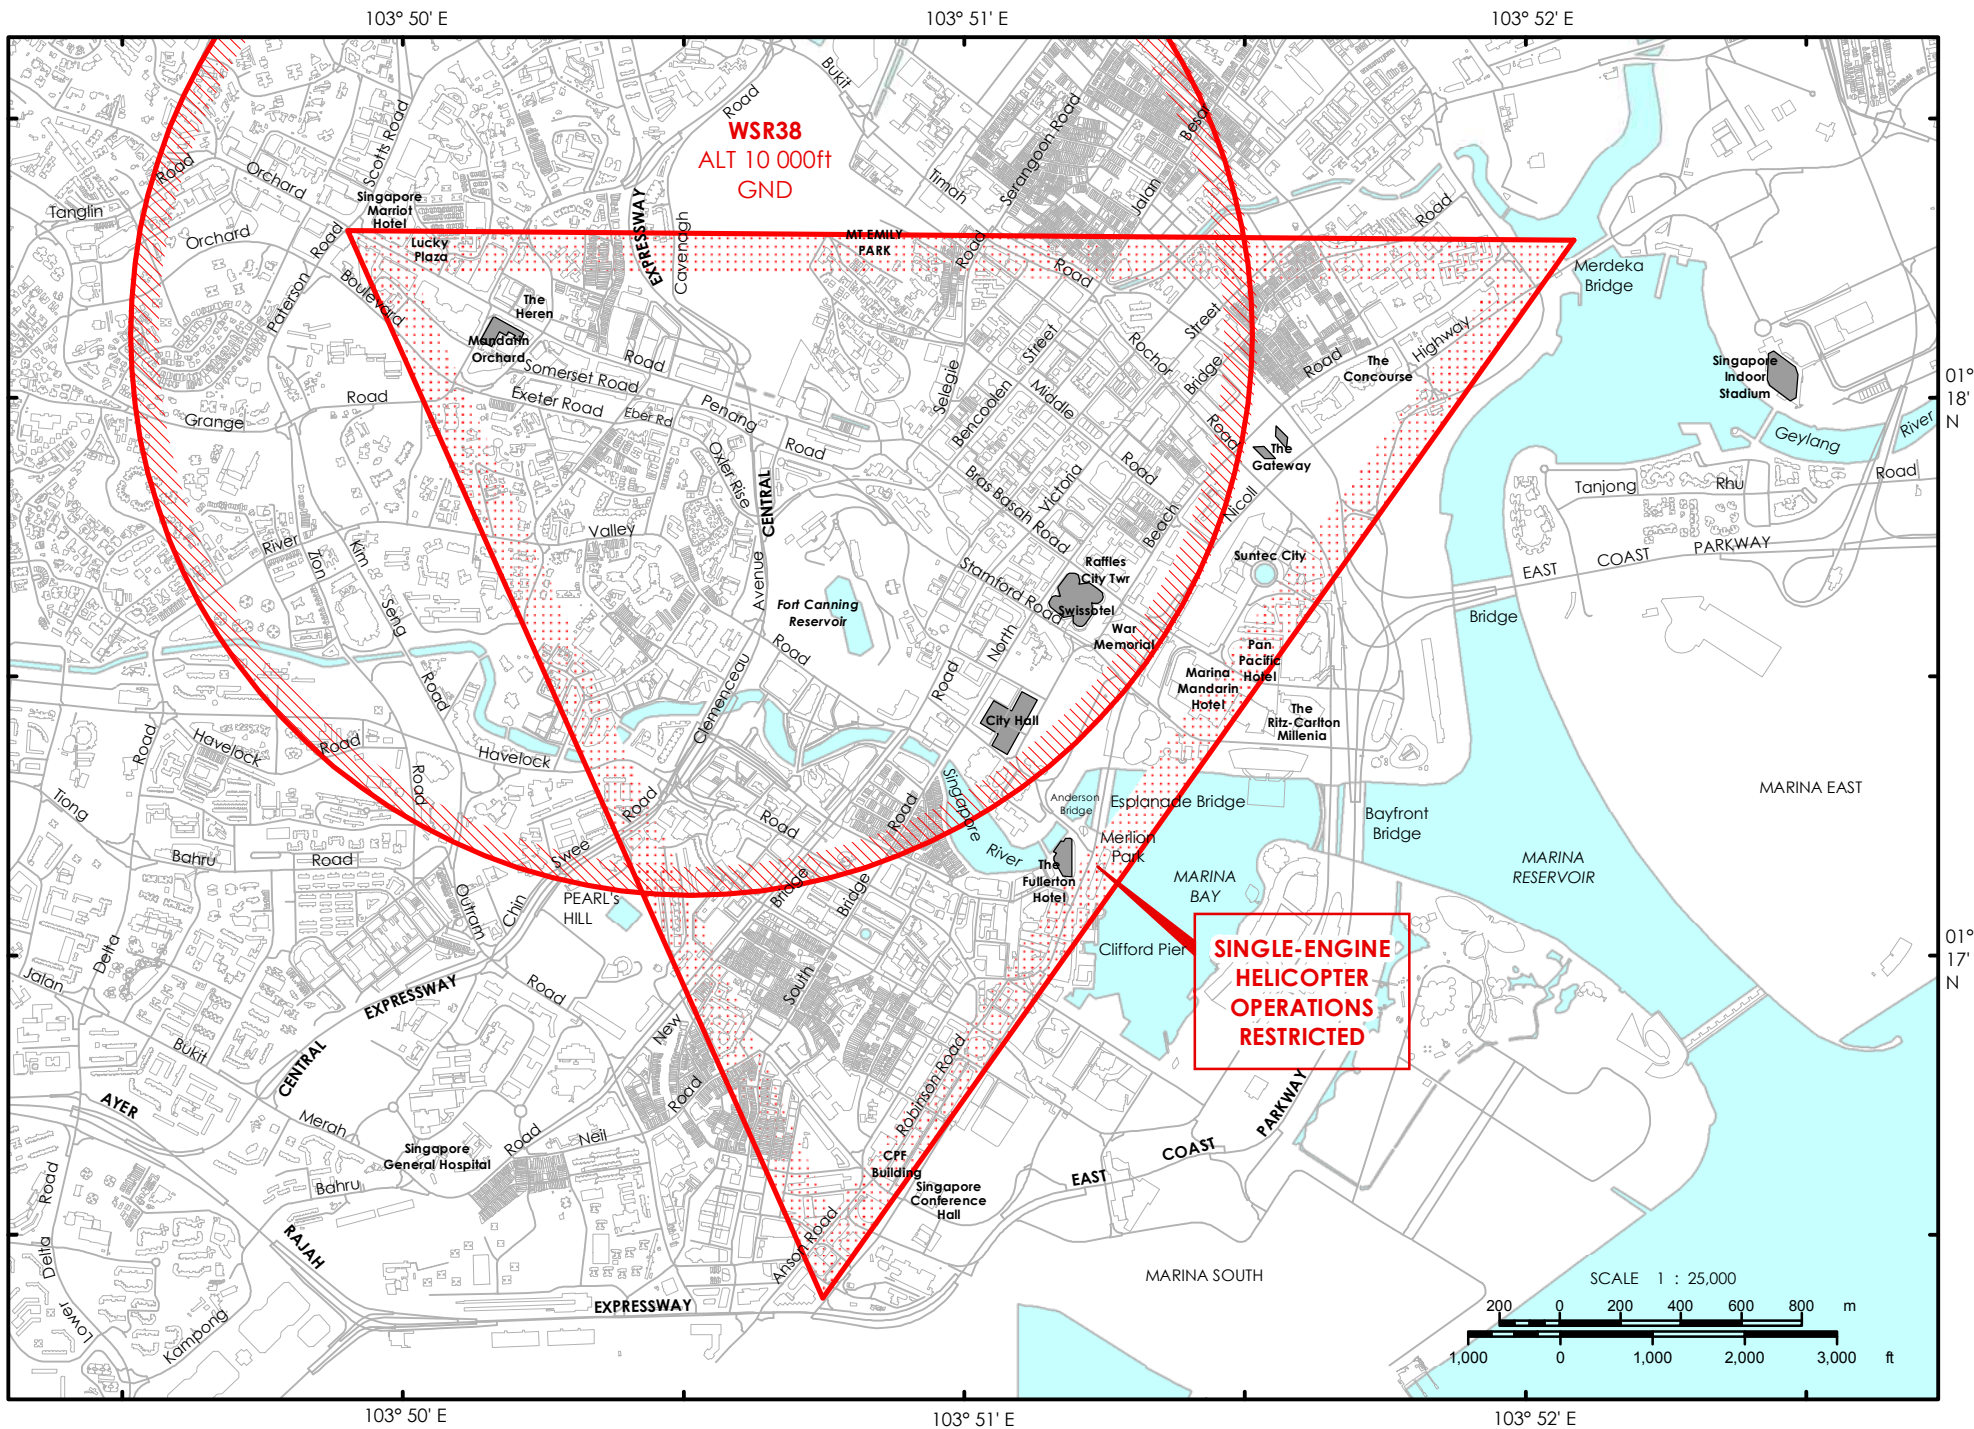 103° 50' E
103° 51' E
103° 52' E
Bukit
Road
WSR38
ALT 10 000ft
GND
Scotts Road
Serangoon Road
Besar
Road
Orchard
Timah
Jalan
Singapore
Marriot
Hotel
Tanglin
Orchard
Road
Lucky
Plaza
EXPRESSWAY
Cavenagh
MT.EMILY
PARK
Road
Road
Road
Merdeka
Bridge
Paterson
Boulevard
The
Heren
Mandarin
Orchard
Road
Somerset Road
Street
Street
Rochor
Highway
Road
The
Concourse
Singapore
Indoor
Stadium
01°
18'
N
Road
Grange
Exeter Road
Eber Rd
Penang
Road
Selegie
Bencoolen
Middle
Bridge
Road
The
Gateway
Geylang
River
Oxler Rise
CENTRAL
Bras Basah Road
Victoria
Road
Nicoll
Tanjong
Rhu
Road
River
Zion
Kim
Seng
Road
Valley
Beach
Suntec City
EAST
COAST
PARKWAY
Avenue
Fort Canning
Reservoir
Stamford Road
Raffles
City Twr
Swissotel
War
Memorial
Bridge
North
Road
Clemenceau
Road
Pan
Pacific
Hotel
Marina
Mandarin
Hotel
The
Ritz-Carlton
Millenia
City Hall
Road
Havelock
Road
Havelock
Road
Tiong
Singapore
River
Anderson
Bridge
Esplanade Bridge
Bayfront
Bridge
MARINA EAST
Road
Road
Road
Merlion
Park
Bahru
Road
Swee
Chin
Outram
PEARL's
HILL
Bridge
Bridge
The
Fullerton
Hotel
MARINA
BAY
MARINA
RESERVOIR
Clifford Pier
SINGLE-ENGINE
HELICOPTER
OPERATIONS
RESTRICTED
01°
17'
N
Delta
Jalan
EXPRESSWAY
Road
South
New
Road
Bukit
CENTRAL
AYER
Merah
Robinson Road
PARKWAY
Singapore
General Hospital
Road
Neil
Bahru
CPF
Building
Singapore
Conference
Hall
EAST
COAST
Road
Delta
RAJAH
Anson Road
MARINA SOUTH
EXPRESSWAY
Lower
Kampong
SCALE 1 : 25,000
200 0 200 400 600 800 m
1,000 0 1,000 2,000 3,000 ft
103° 50' E
103° 51' E
103° 52' E